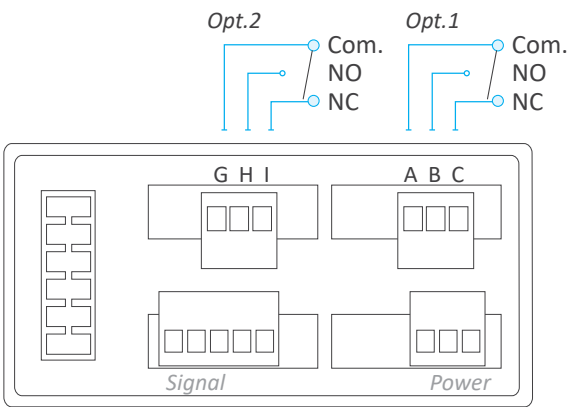 Opt.2 Opt.1
Com. Com.
NO NO
NC NC
G H I A B C
Signal Power